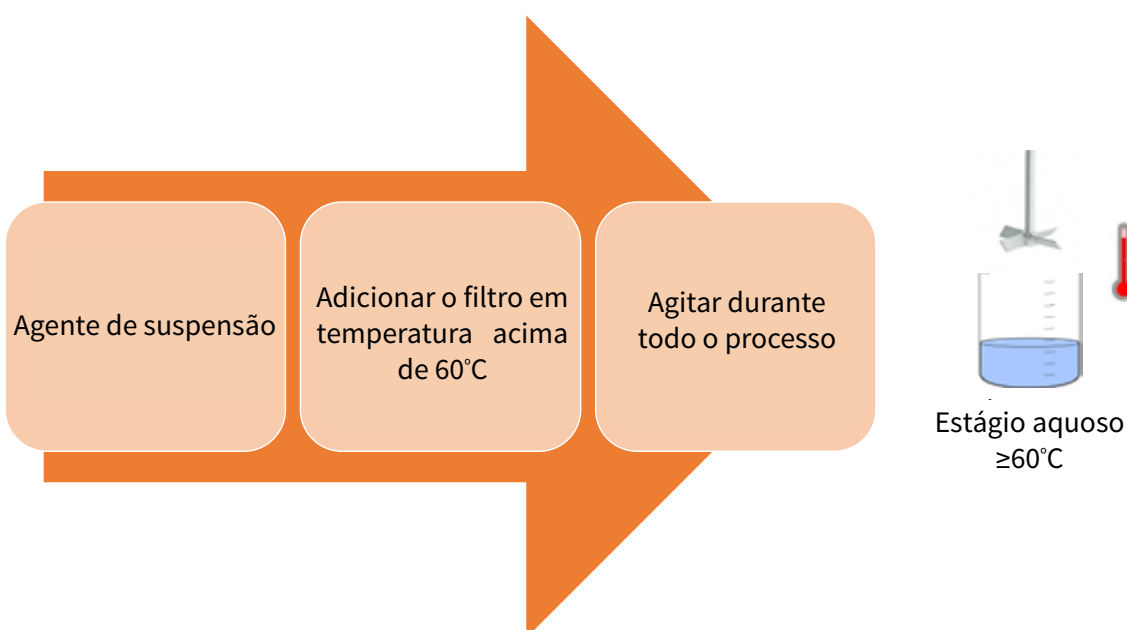 Agente de suspensão
Adicionar o filtro em
temperatura acima
de 60°C
Agitar durante
todo o processo
Estágio aquoso
≥60°C